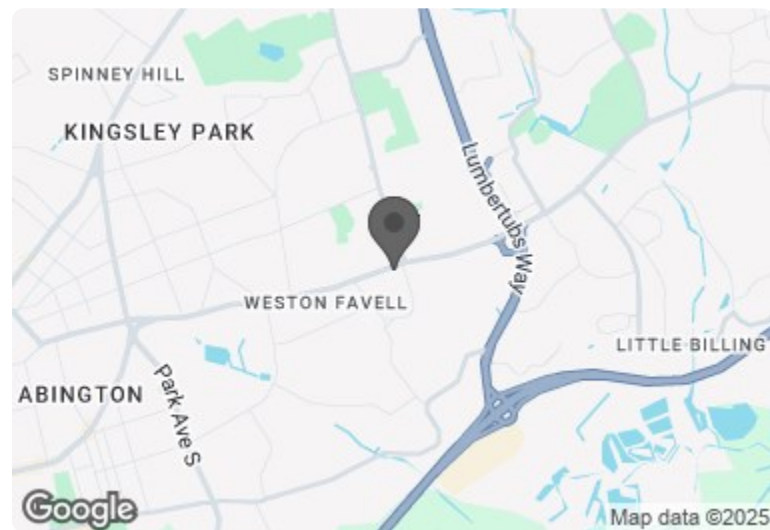 SPINNEY HILL
KINGSLEY PARK
Lumbertubs Way
WESTON FAVELL
LITTLE BILLING
ABINGTON
Park Ave S
Google
Map data ©2025